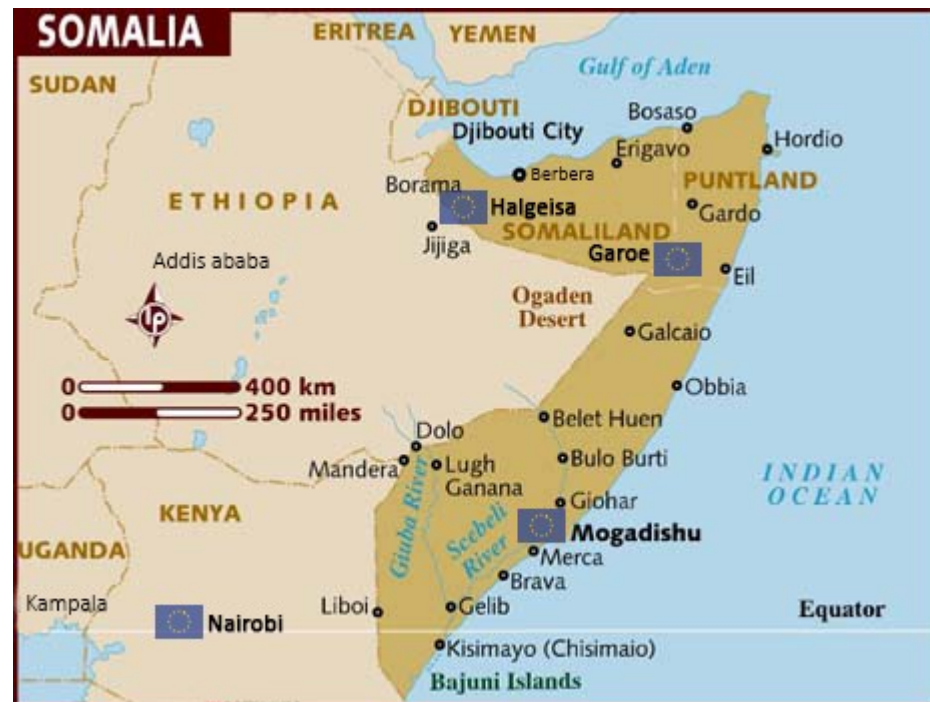 SOMALIA
ERITREA
YEMEN
SUDAN
Gulf of Aden
DJIBOUTI
Djibouti City
Bosaso
Hordio
Erigavo
Berbera
Borama
PUNTLAND
ETHIOPIA
Halgeisa
Gardo
SOMALILAND
Jijiga
Garoe
Addis ababa
Eil
Ogaden
Desert
LP
Galcaio
0 400 km
0 250 miles
Obbia
Belet Huen
Dolo
Mandera
Lugh
Ganana
Bulo Burti
INDIAN
OCEAN
KENYA
Giuba River
Giohar
Scebeli
River
Mogadishu
UGANDA
Merca
Brava
Kampala
Liboi
Gelib
Equator
Nairobi
Kisimayo (Chisimaio)
Bajuni Islands